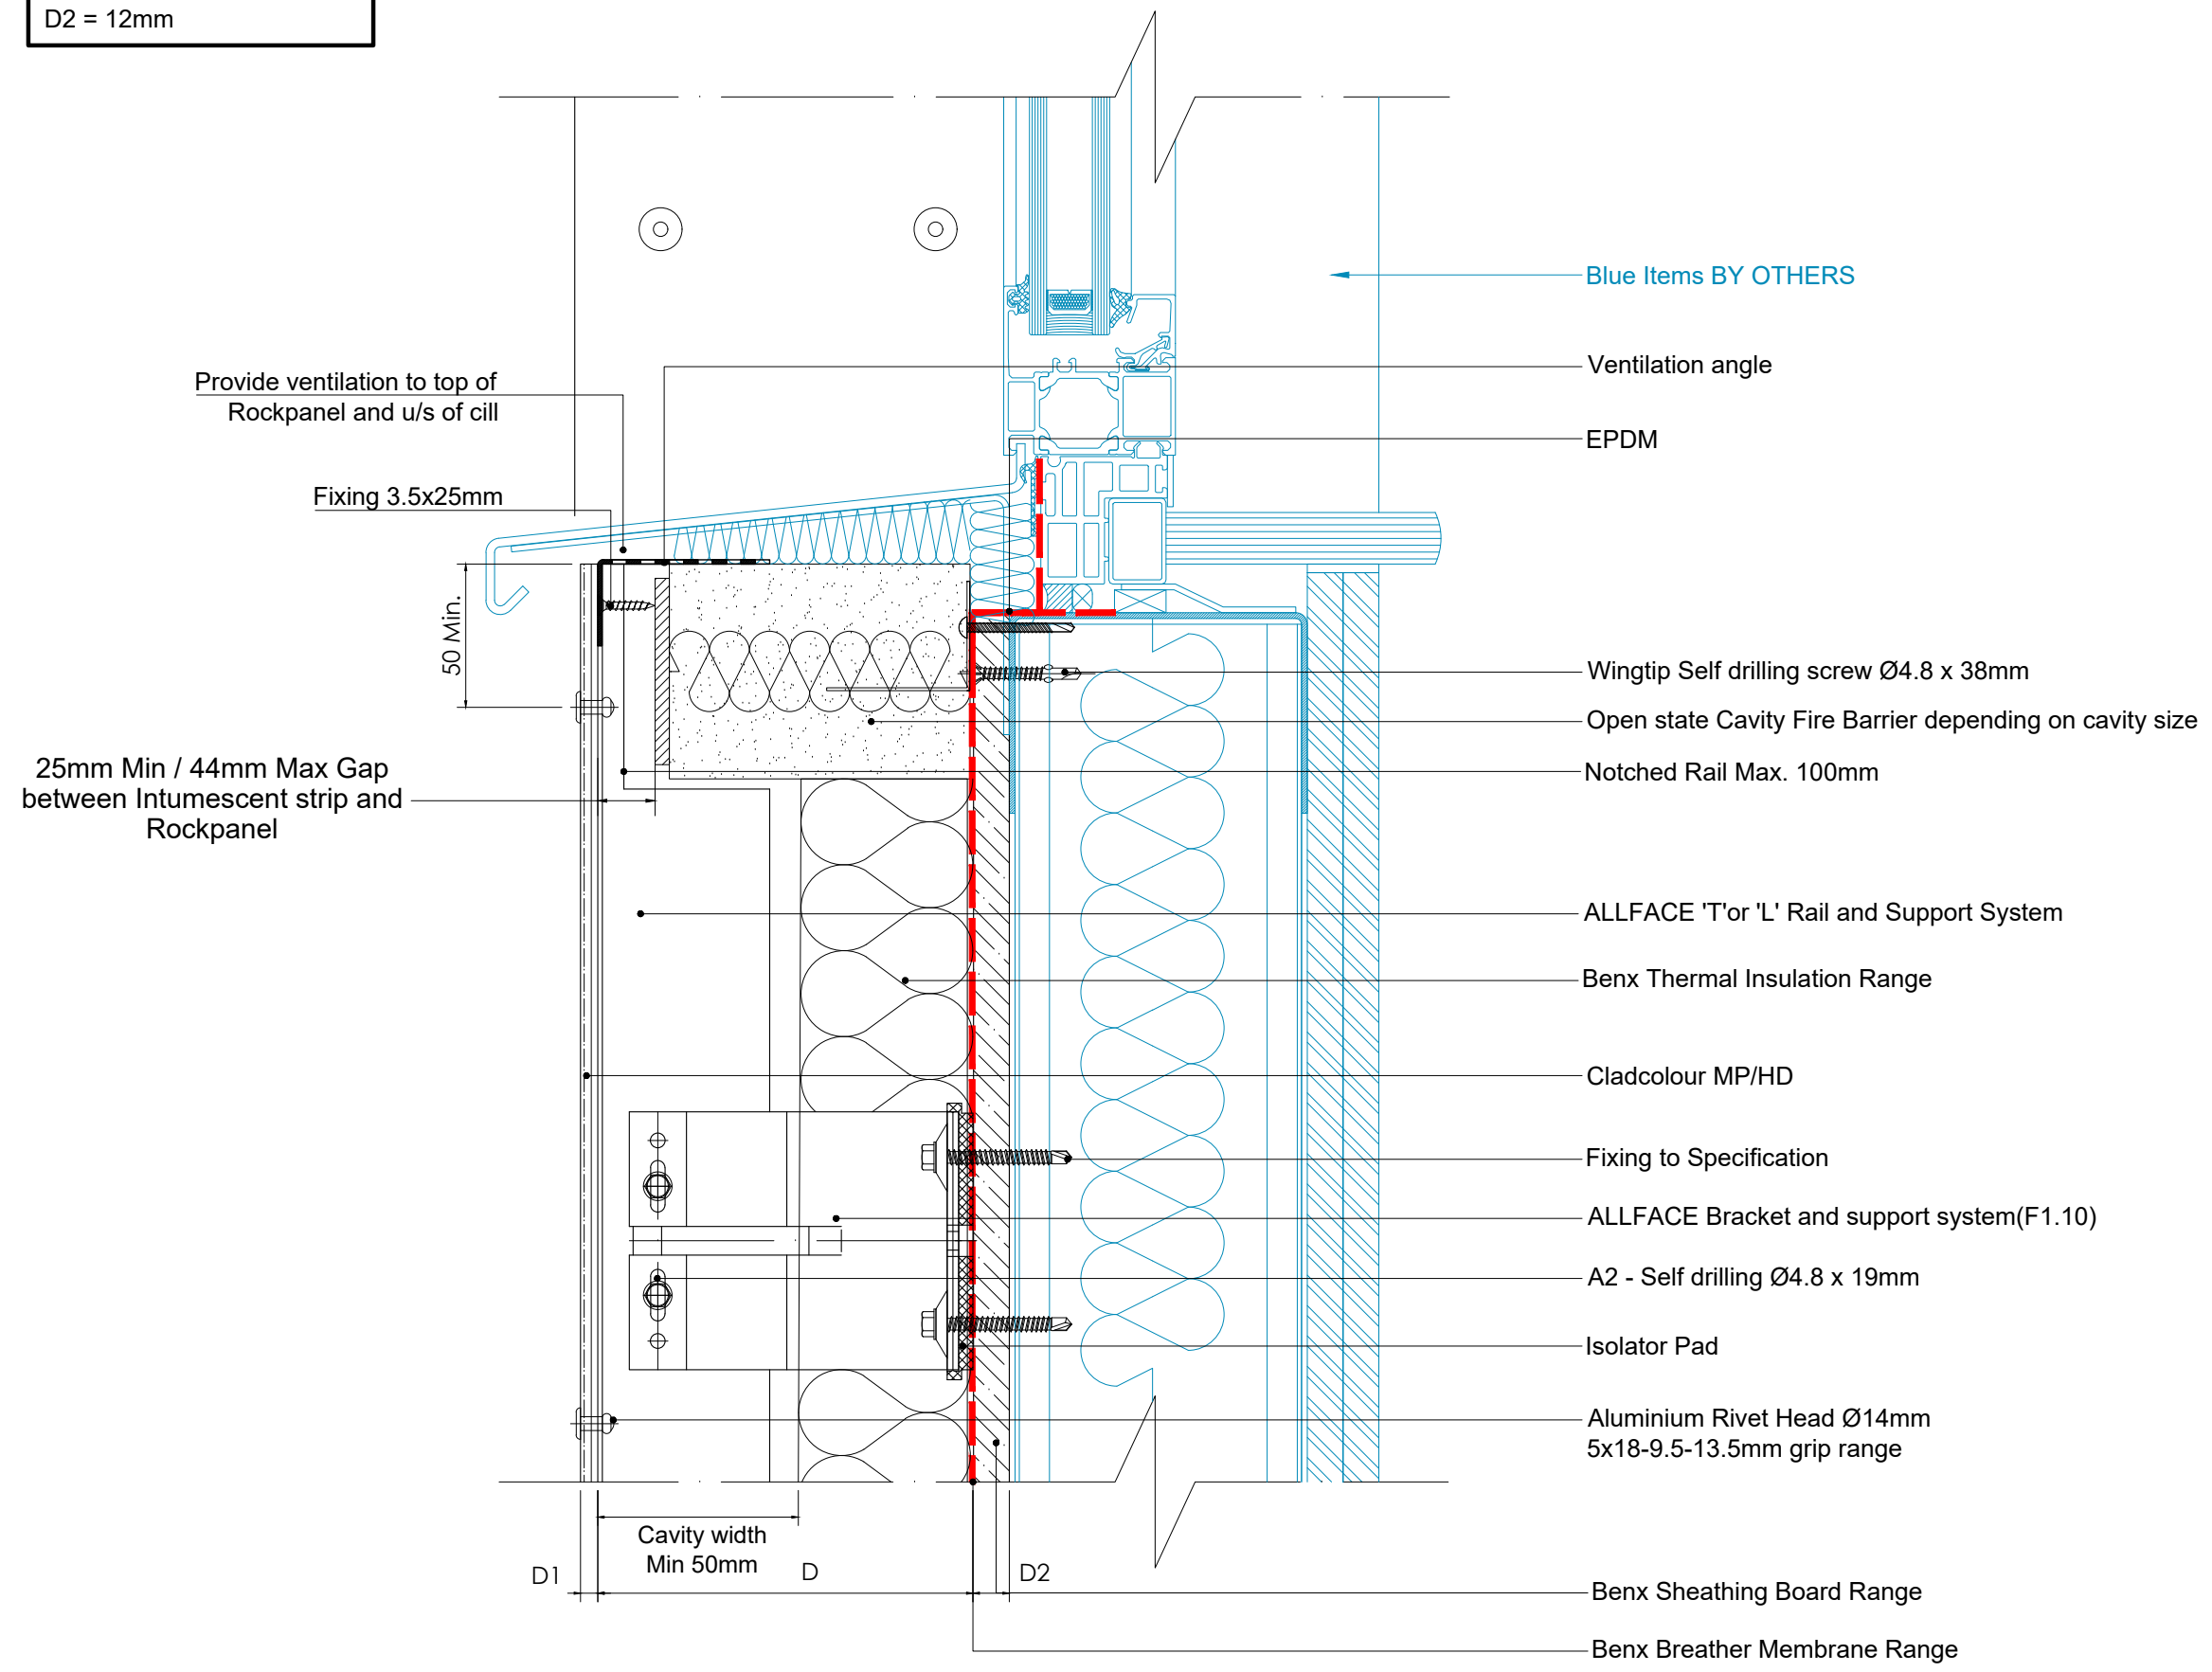 D2 = 12mm
Blue Items BY OTHERS
Ventilation angle
Provide ventilation to top of
Rockpanel and u/s of cill
EPDM
Fixing 3.5x25mm
50 Min.
Wingtip Self drilling screw Ø4.8 x 38mm
Open state Cavity Fire Barrier depending on cavity size
Notched Rail Max. 100mm
25mm Min / 44mm Max Gap
between Intumescent strip and
Rockpanel
ALLFACE 'T'or 'L' Rail and Support System
Benx Thermal Insulation Range
Cladcolour MP/HD
Fixing to Specification
ALLFACE Bracket and support system(F1.10)
A2 - Self drilling Ø4.8 x 19mm
Isolator Pad
Aluminium Rivet Head Ø14mm
5x18-9.5-13.5mm grip range
Cavity width
Min 50mm
D1
D
D2
Benx Sheathing Board Range
Benx Breather Membrane Range